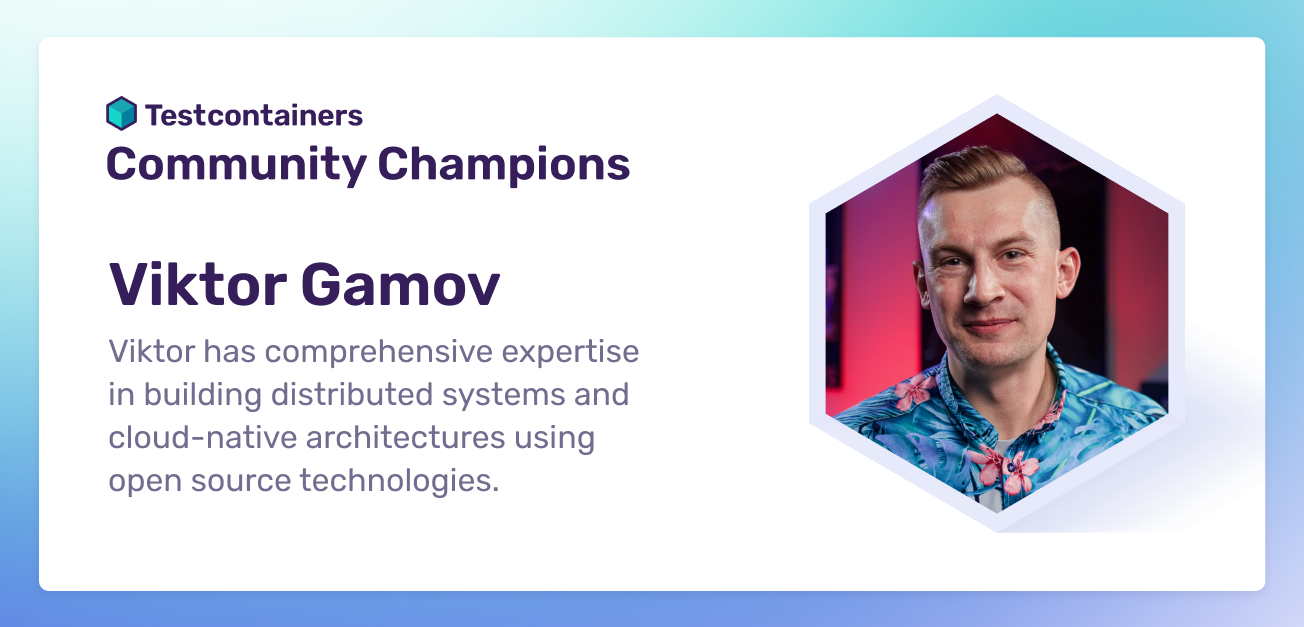 Testcontainers
Community Champions
Viktor Gamov
Viktor has comprehensive expertise
in building distributed systems and
cloud-native architectures using
open source technologies.